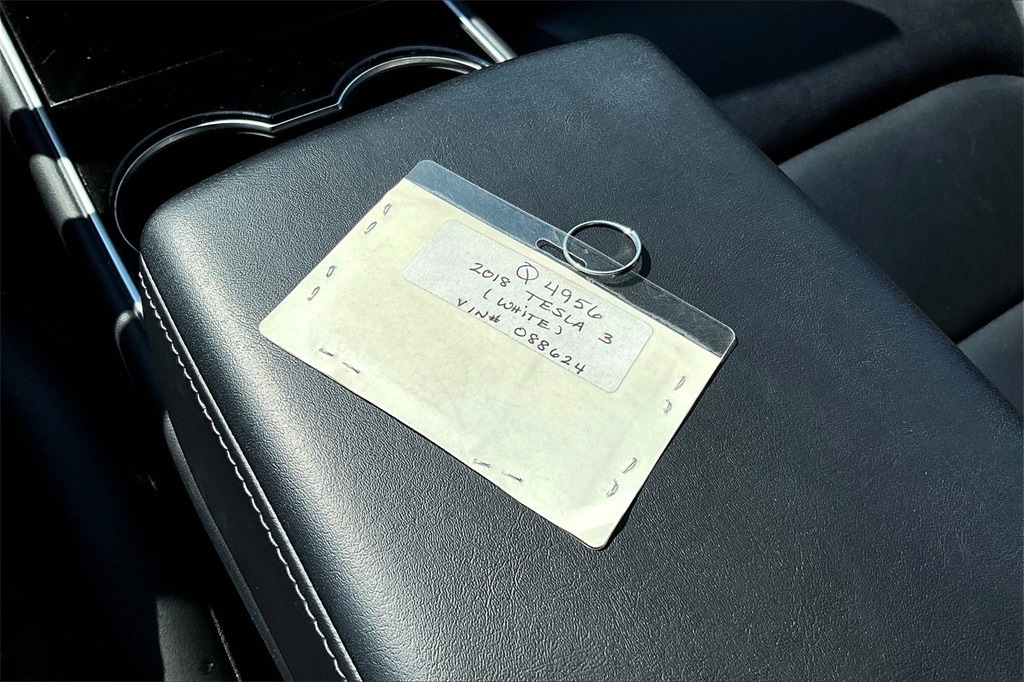 Q 4956
2018 TESLA 3
(WHITE)
VIN# 088624